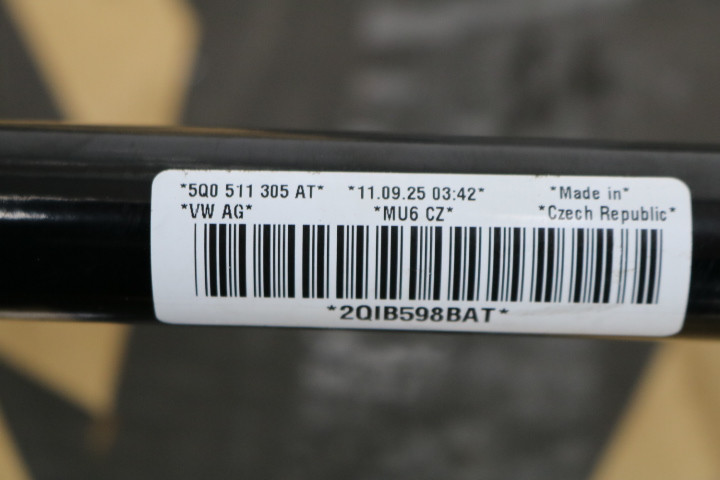 *5Q0 511 305 AT* *11.09.25 03:42* *Made in*
*VW AG* *MU6 CZ* *Czech Republic*
*2QIB598BAT*